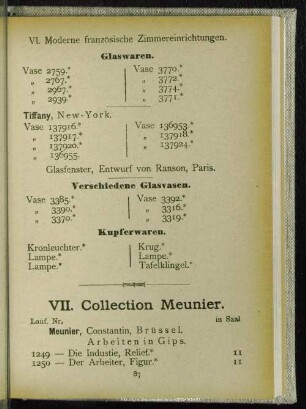 VI. Moderne französische Zimmereinrichtungen.
Glaswaren.
Vase 2759.* Vase 3770.*
„ 2767.* „ 3772.*
„ 2967.* „ 3774.*
„ 2939.* „ 3771.*
Tiffany, New-York.
Vase 137916.* Vase 136953.*
„ 137917.* „ 137918.*
„ 137920.* „ 137924.*
„ 136955.
Glasfenster, Entwurf von Ranson, Paris.
Verschiedene Glasvasen.
Vase 3385.* Vase 3392.*
„ 3390.* „ 3316.*
„ 3370.* „ 3319.*
Kupferwaren.
Kronleuchter.* Krug.*
Lampe.* Lampe.*
Lampe.* Tafelklingel.*
VII. Collection Meunier.
Lauf. Nr. in Saal
Meunier, Constantin, Brüssel.
Arbeiten in Gips.
1249 — Die Industie, Relief.* 11
1250 — Der Arbeiter, Figur.* 11
87